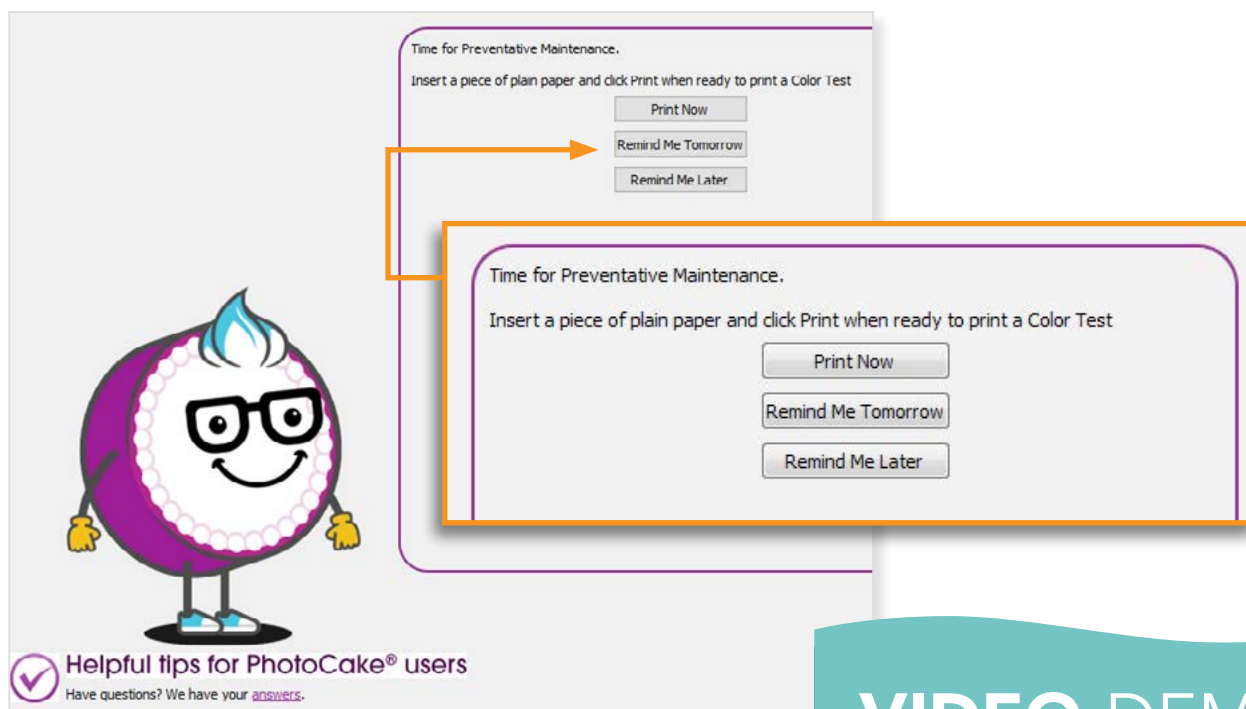 Time for Preventative Maintenance.
Insert a piece of plain paper and click Print when ready to print a Color Test
Print Now
Remind Me Tomorrow
Remind Me Later
Time for Preventative Maintenance.
Insert a piece of plain paper and click Print when ready to print a Color Test
Print Now
Remind Me Tomorrow
Remind Me Later
Helpful tips for PhotoCake® users
Have questions? We have your answers.
VIDEO